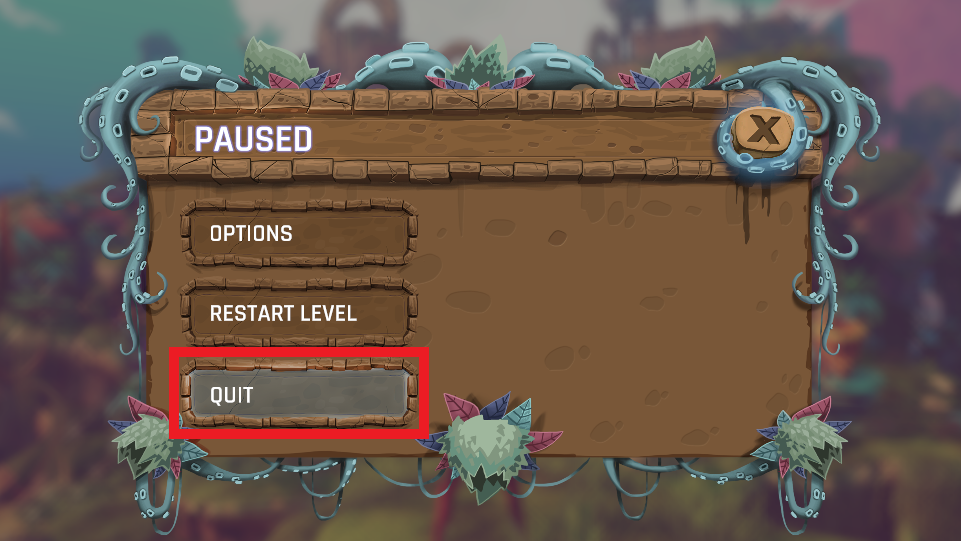 PAUSED
X
OPTIONS
RESTART LEVEL
QUIT